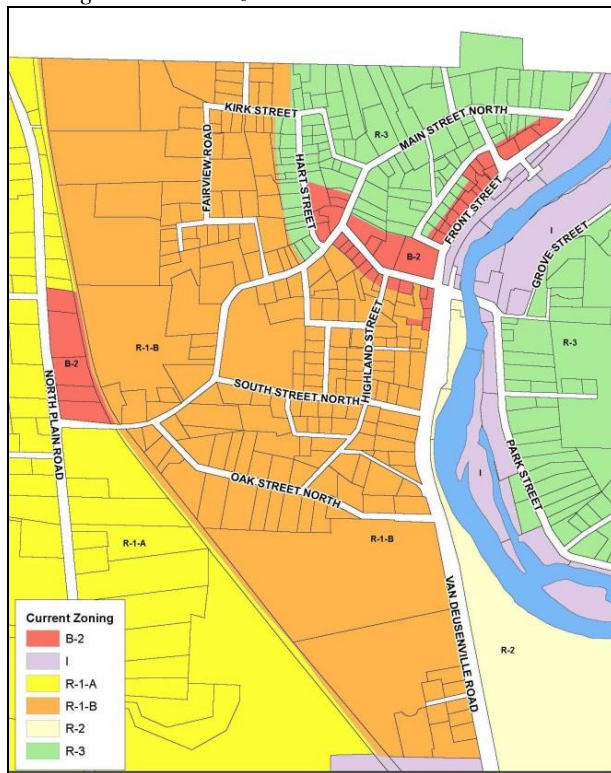 KIRK STREET
R-3
MAIN STREET NORTH
FAIRVIEW ROAD
HART STREET
FRONT STREET
I
GROVE STREET
B-2
R-1-B
B-2
HIGHLAND STREET
R-3
NORTH PLAIN ROAD
SOUTH STREET NORTH
PARK STREET
I
OAK STREET NORTH
R-1-A
R-1-B
VAN DEUSENVILLE ROAD
R-2
Current Zoning
B-2
I
R-1-A
R-1-B
R-2
R-3